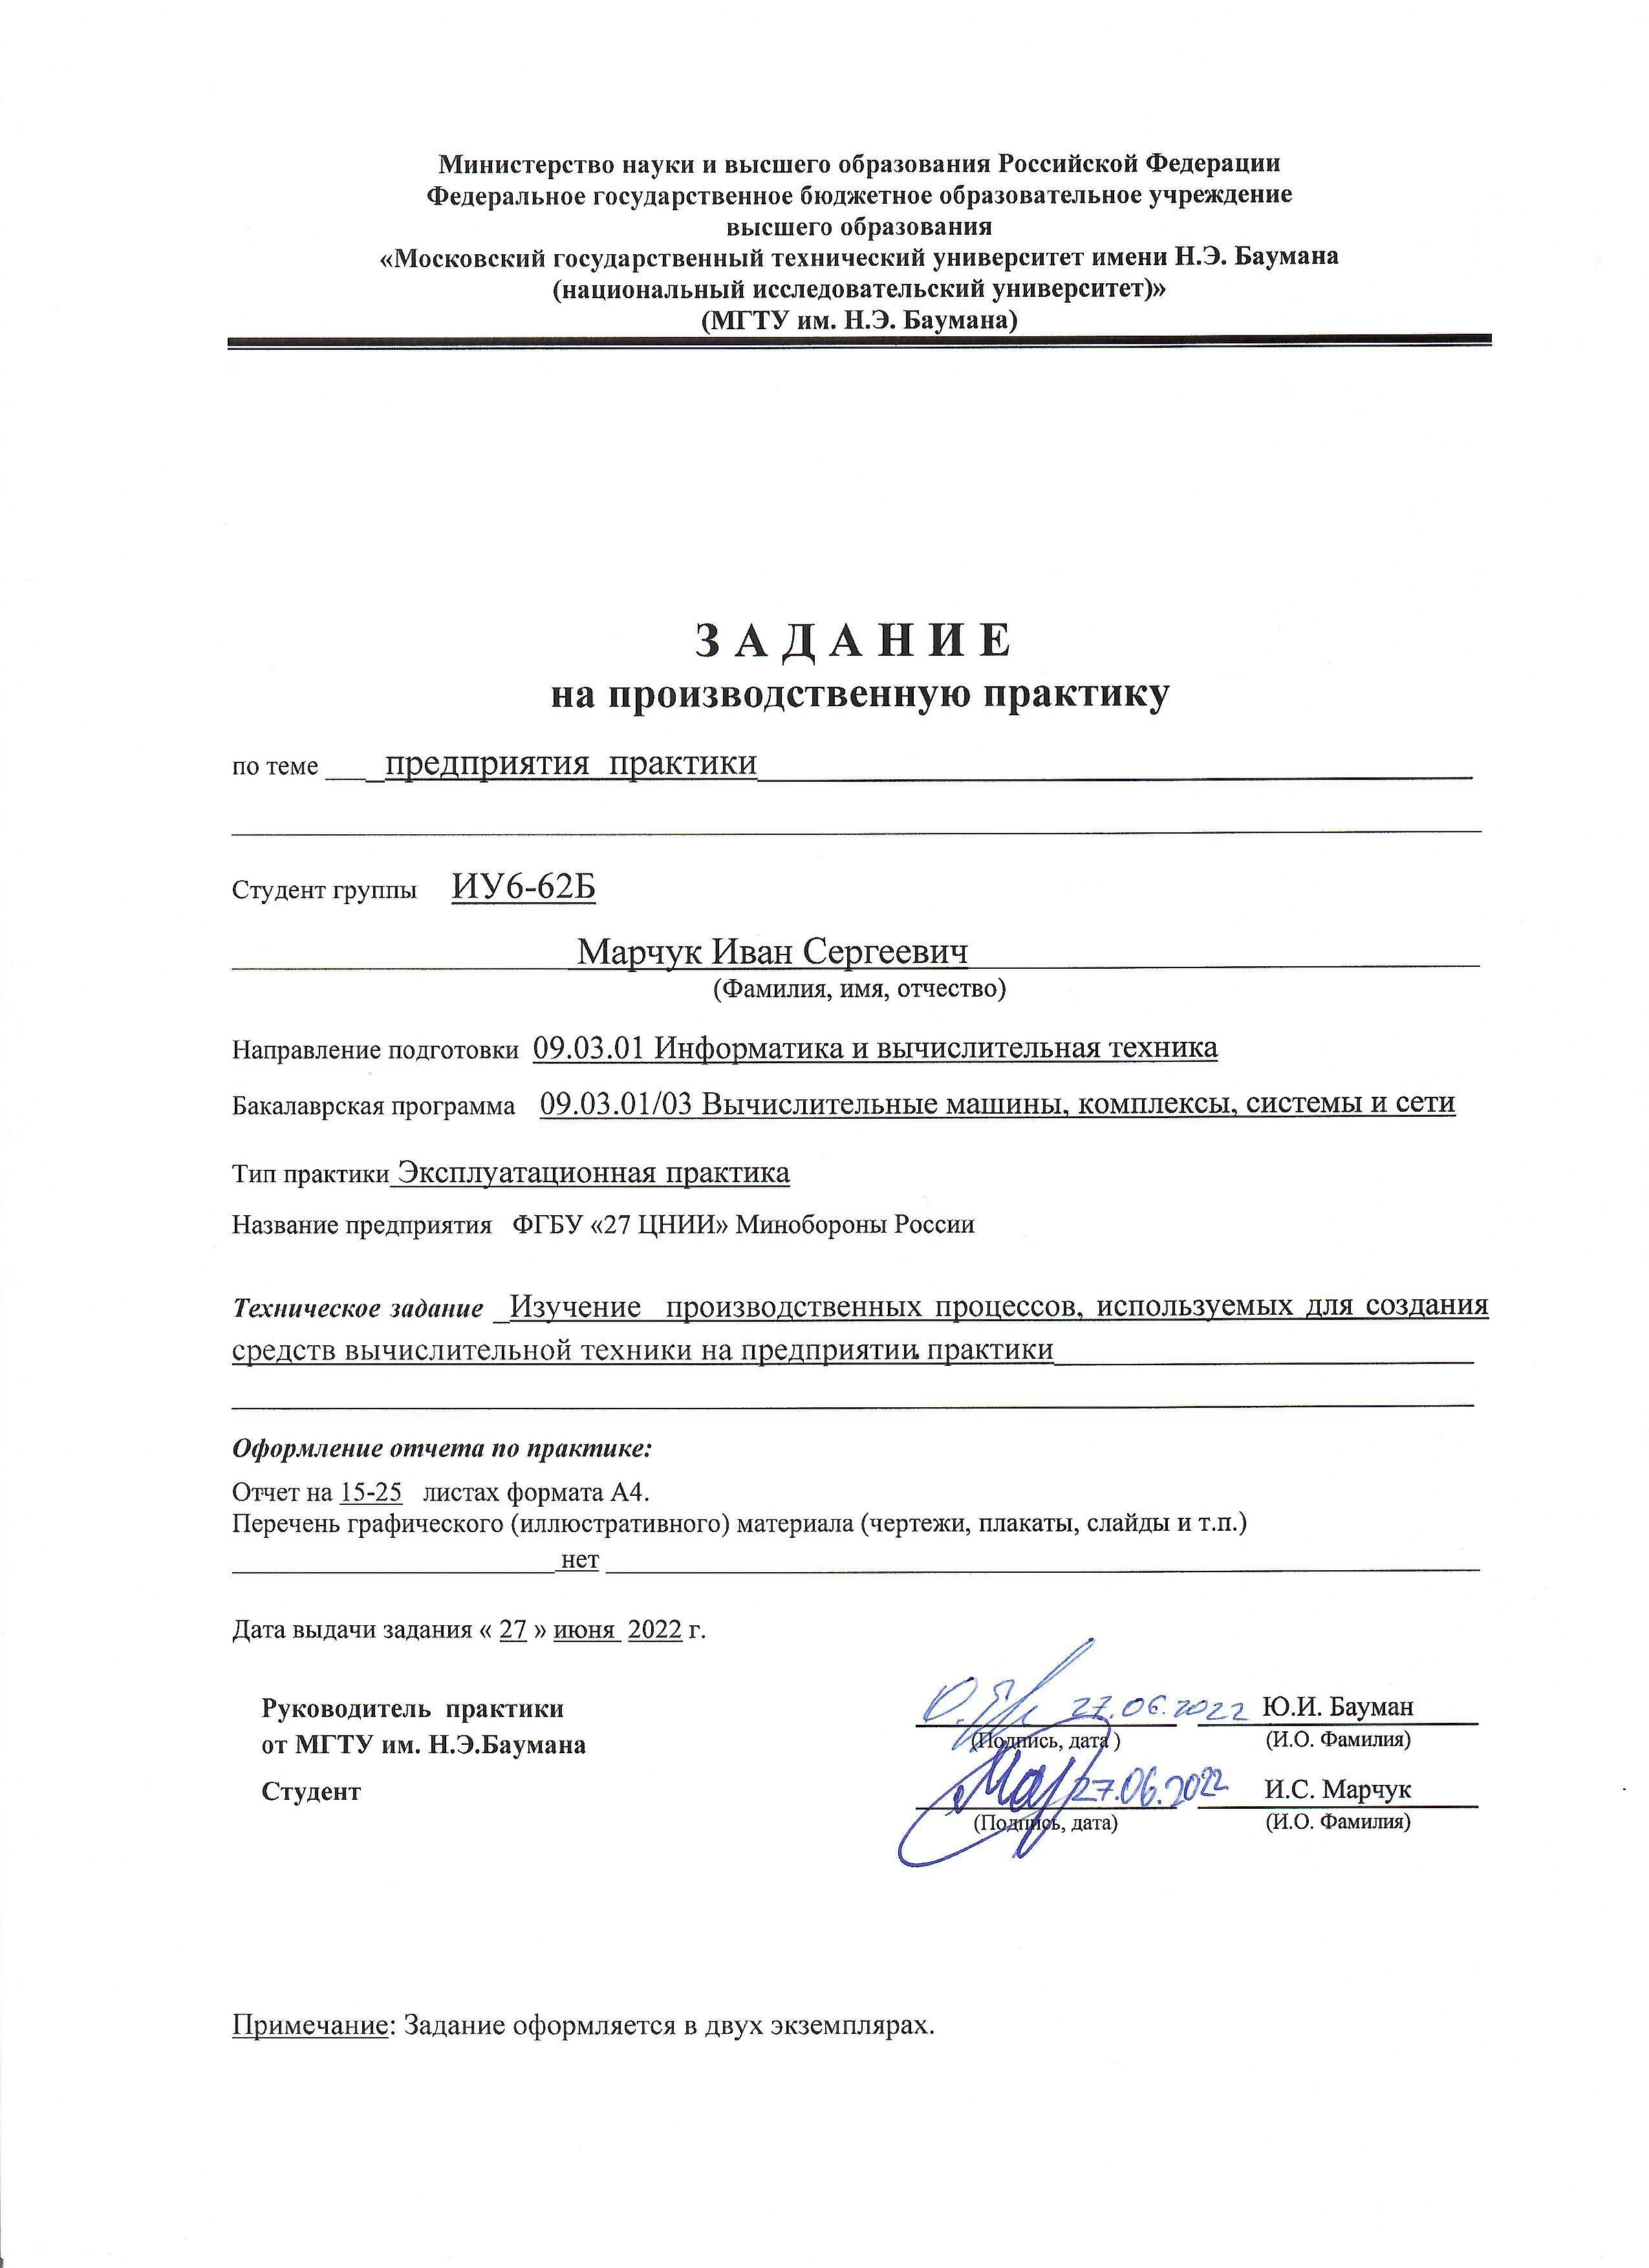 Министерство науки и высшего образования Российской Федерации
Федеральное государственное бюджетное образовательное учреждение
высшего образования
«Московский государственный технический университет имени Н.Э. Баумана
(национальный исследовательский университет)»
(МГТУ им. Н.Э. Баумана)
З А Д А Н И Е
на производственную практику
по теме предприятия практики
Студент группы ИУ6-62Б
Марчук Иван Сергеевич
(Фамилия, имя, отчество)
Направление подготовки 09.03.01 Информатика и вычислительная техника
Бакалаврская программа 09.03.01/03 Вычислительные машины, комплексы, системы и сети
Тип практики Эксплуатационная практика
Название предприятия ФГБУ «27 ЦНИИ» Минобороны России
Техническое задание Изучение производственных процессов, используемых для создания
средств вычислительной техники на предприятии. практики
Оформление отчета по практике:
Отчет на 15-25 листах формата А4.
Перечень графического (иллюстративного) материала (чертежи, плакаты, слайды и т.п.)
нет
Дата выдачи задания « 27 » июня 2022 г.
Руководитель практики
от МГТУ им. Н.Э.Баумана 27.06.2022 Ю.И. Бауман
(Подпись, дата ) (И.О. Фамилия)
Студент 27.06.2022 И.С. Марчук
(Подпись, дата) (И.О. Фамилия)
Примечание: Задание оформляется в двух экземплярах.